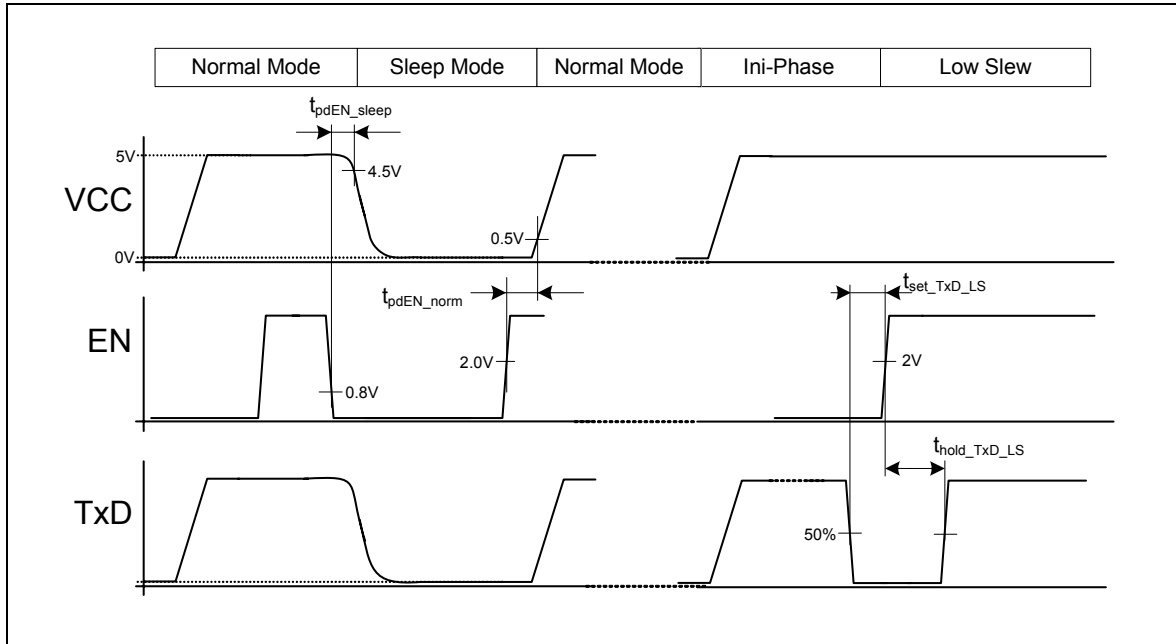 Normal Mode Sleep Mode Normal Mode Ini-Phase Low Slew
tpdEN_sleep
5V
4.5V
VCC
0.5V
0V
tpdEN_norm
tset_TxD_LS
EN
2.0V
2V
0.8V
thold_TxD_LS
TxD
50%